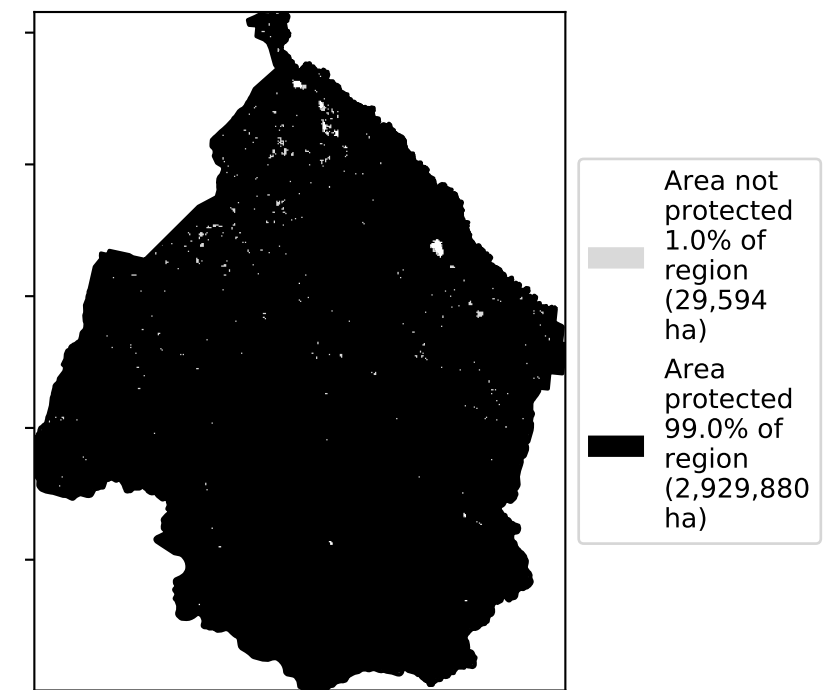 Area not
protected
1.0% of
region
(29,594
ha)
Area
protected
99.0% of
region
(2,929,880
ha)